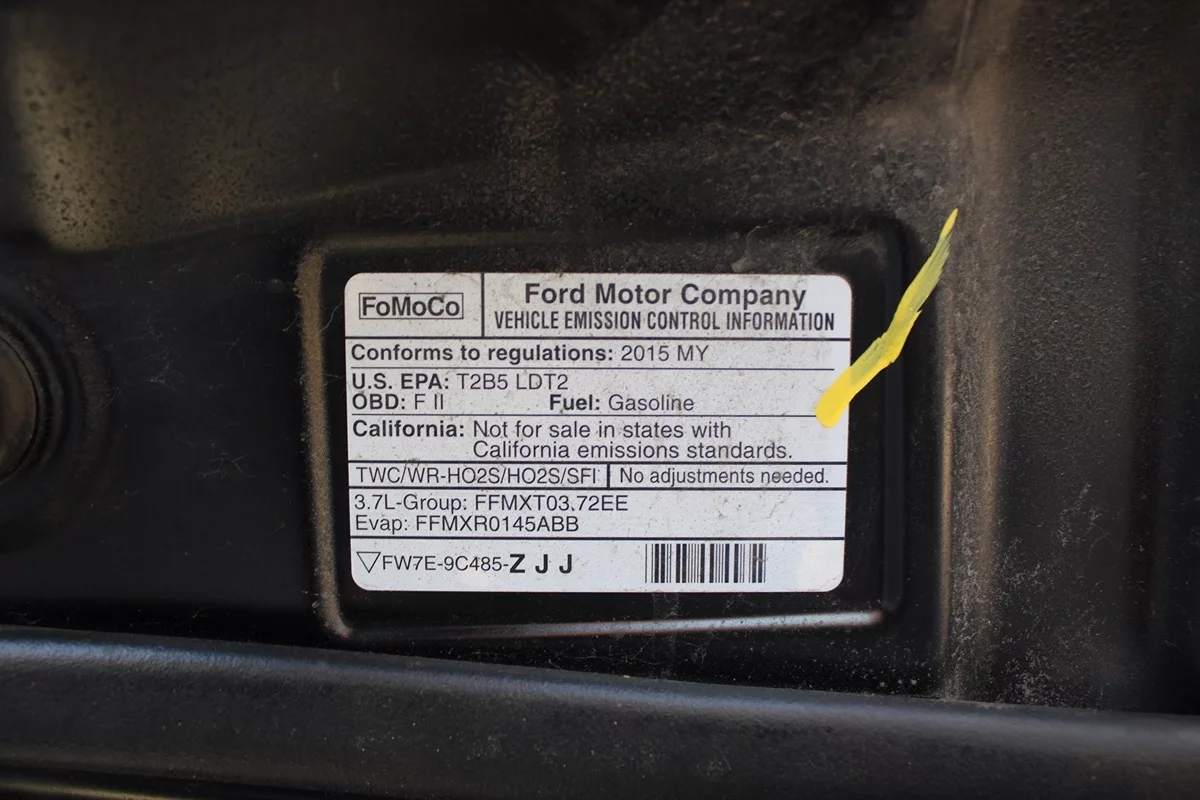 FoMoCo
Ford Motor Company
VEHICLE EMISSION CONTROL INFORMATION
Conforms to regulations: 2015 MY
U.S. EPA: T2B5 LDT2
OBD: F II Fuel: Gasoline
California: Not for sale in states with
California emissions standards.
TWC/WR-HO2S/HO2S/SFI No adjustments needed.
3.7L-Group: FFMXT03.72EE
Evap: FFMXR0145ABB
FW7E-9C485-Z J J